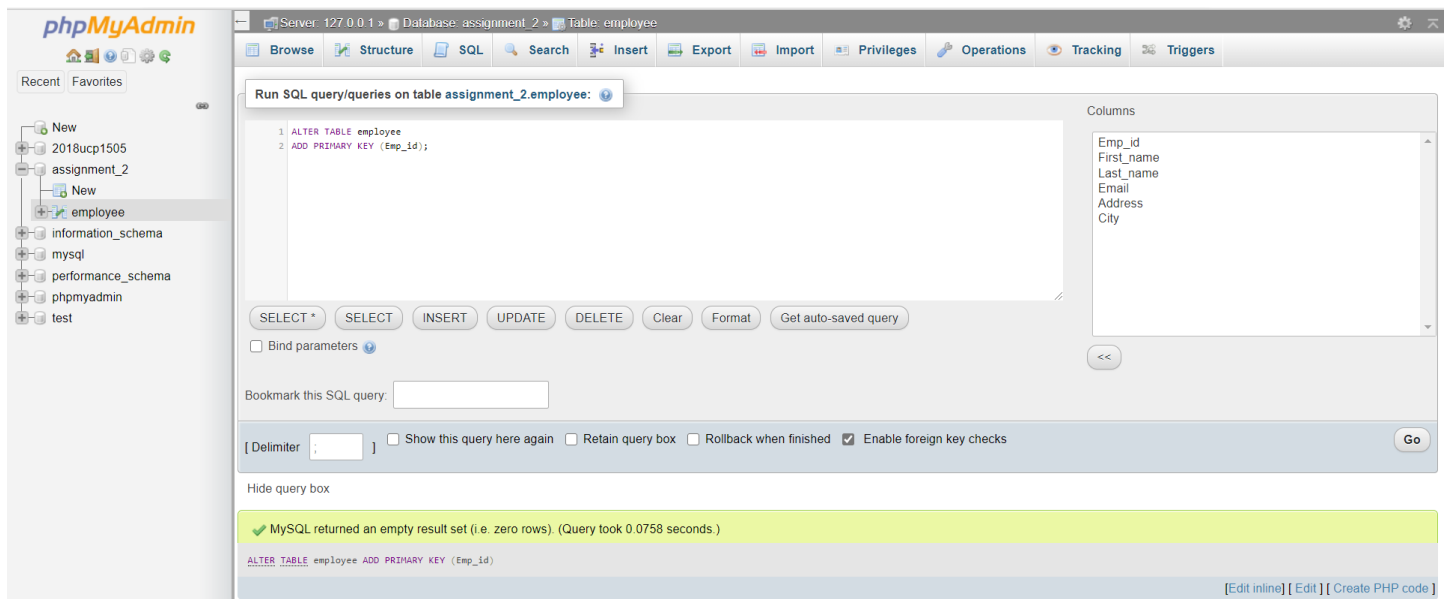 phpMyAdmin
Recent Favorites
New
2018ucp1505
assignment_2
New
employee
information_schema
mysql
performance_schema
phpmyadmin
test
Server: 127.0.0.1 » Database: assignment_2 » Table: employee
Browse Structure SQL Search Insert Export Import Privileges Operations Tracking Triggers
Run SQL query/queries on table assignment_2.employee:
1 ALTER TABLE employee
2 ADD PRIMARY KEY (Emp_id);
Columns
Emp_id
First_name
Last_name
Email
Address
City
SELECT * SELECT INSERT UPDATE DELETE Clear Format Get auto-saved query
<<
Bind parameters
Bookmark this SQL query:
[ Delimiter ; ] Show this query here again Retain query box Rollback when finished Enable foreign key checks Go
Hide query box
MySQL returned an empty result set (i.e. zero rows). (Query took 0.0758 seconds.)
ALTER TABLE employee ADD PRIMARY KEY (Emp_id)
[Edit inline] [ Edit ] [ Create PHP code ]